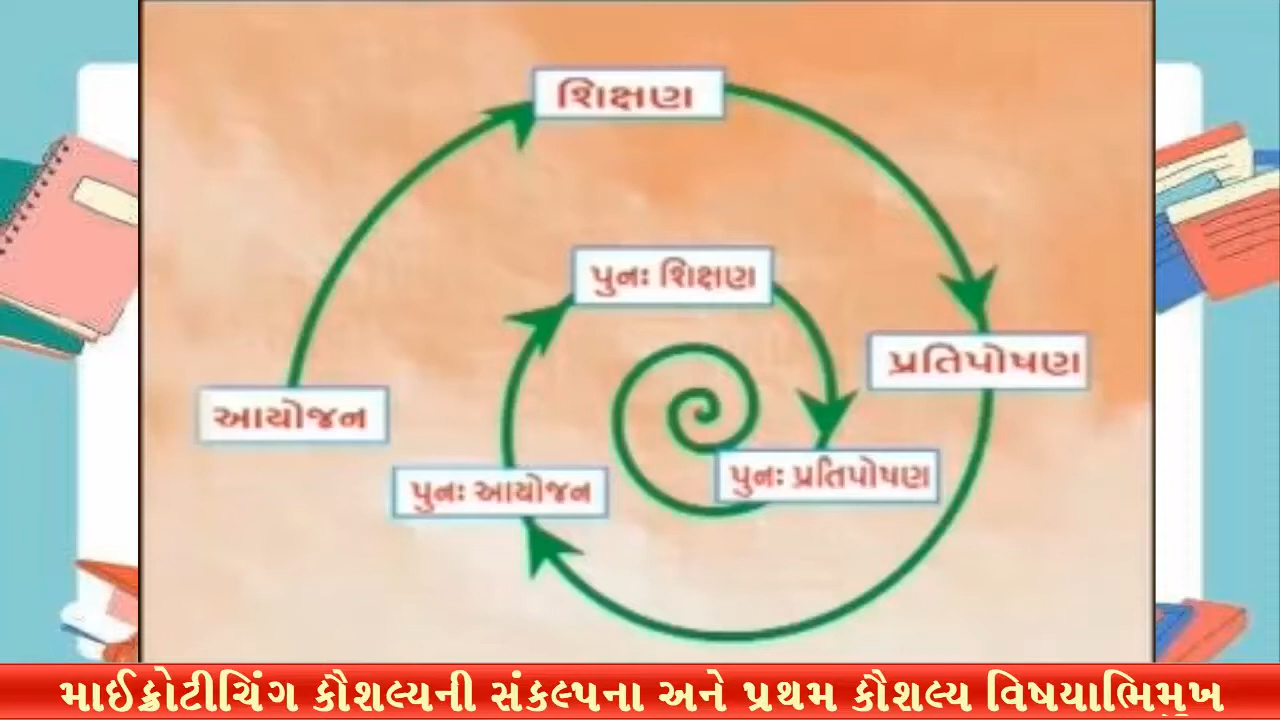 શિક્ષણ
પુનઃ શિક્ષણ
પ્રતિપોષણ
આયોજન
પુનઃ પ્રતિપોષણ
પુનઃ આયોજન
માઈક્રોટીચિંગ કૌશલ્યની સંકલ્પના અને પ્રથમ કૌશલ્ય વિષયાભિમુખ